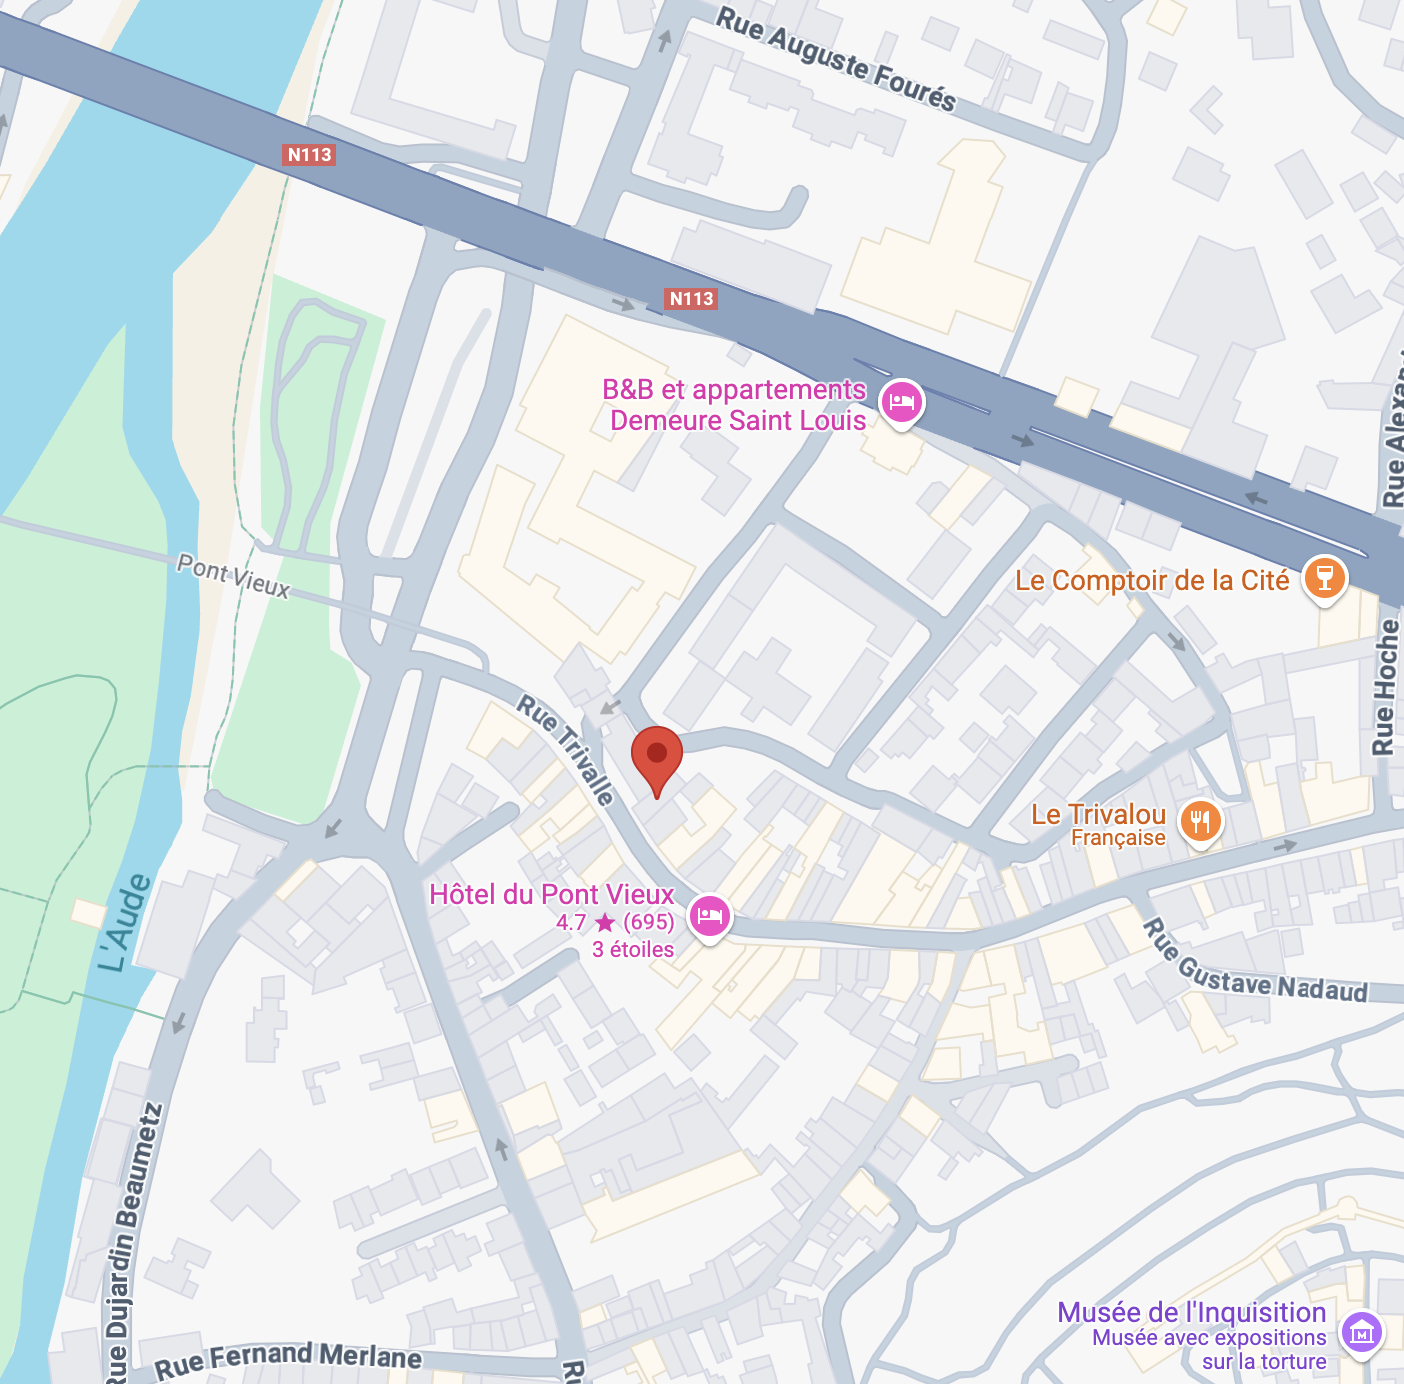 Rue Auguste Fourés
N113
N113
B&B et appartements
Demeure Saint Louis
Rue Alexan
Pont Vieux
Le Comptoir de la Cité
Rue Hoche
Rue Trivalle
Le Trivalou
Française
L'Aude
Hôtel du Pont Vieux
4.7 ★ (695)
3 étoiles
Rue Gustave Nadaud
Rue Dujardin Beaumetz
Musée de l'Inquisition
Musée avec expositions
sur la torture
Rue Fernand Merlane
Ru